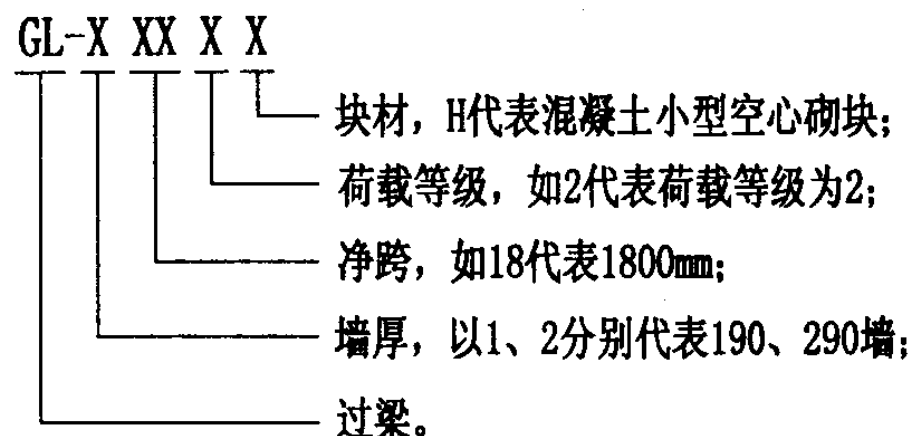 GL-X XX X X
块材，H代表混凝土小型空心砌块；
荷载等级，如2代表荷载等级为2；
净跨，如18代表1800mm；
墙厚，以1、2分别代表190、290墙；
过梁。